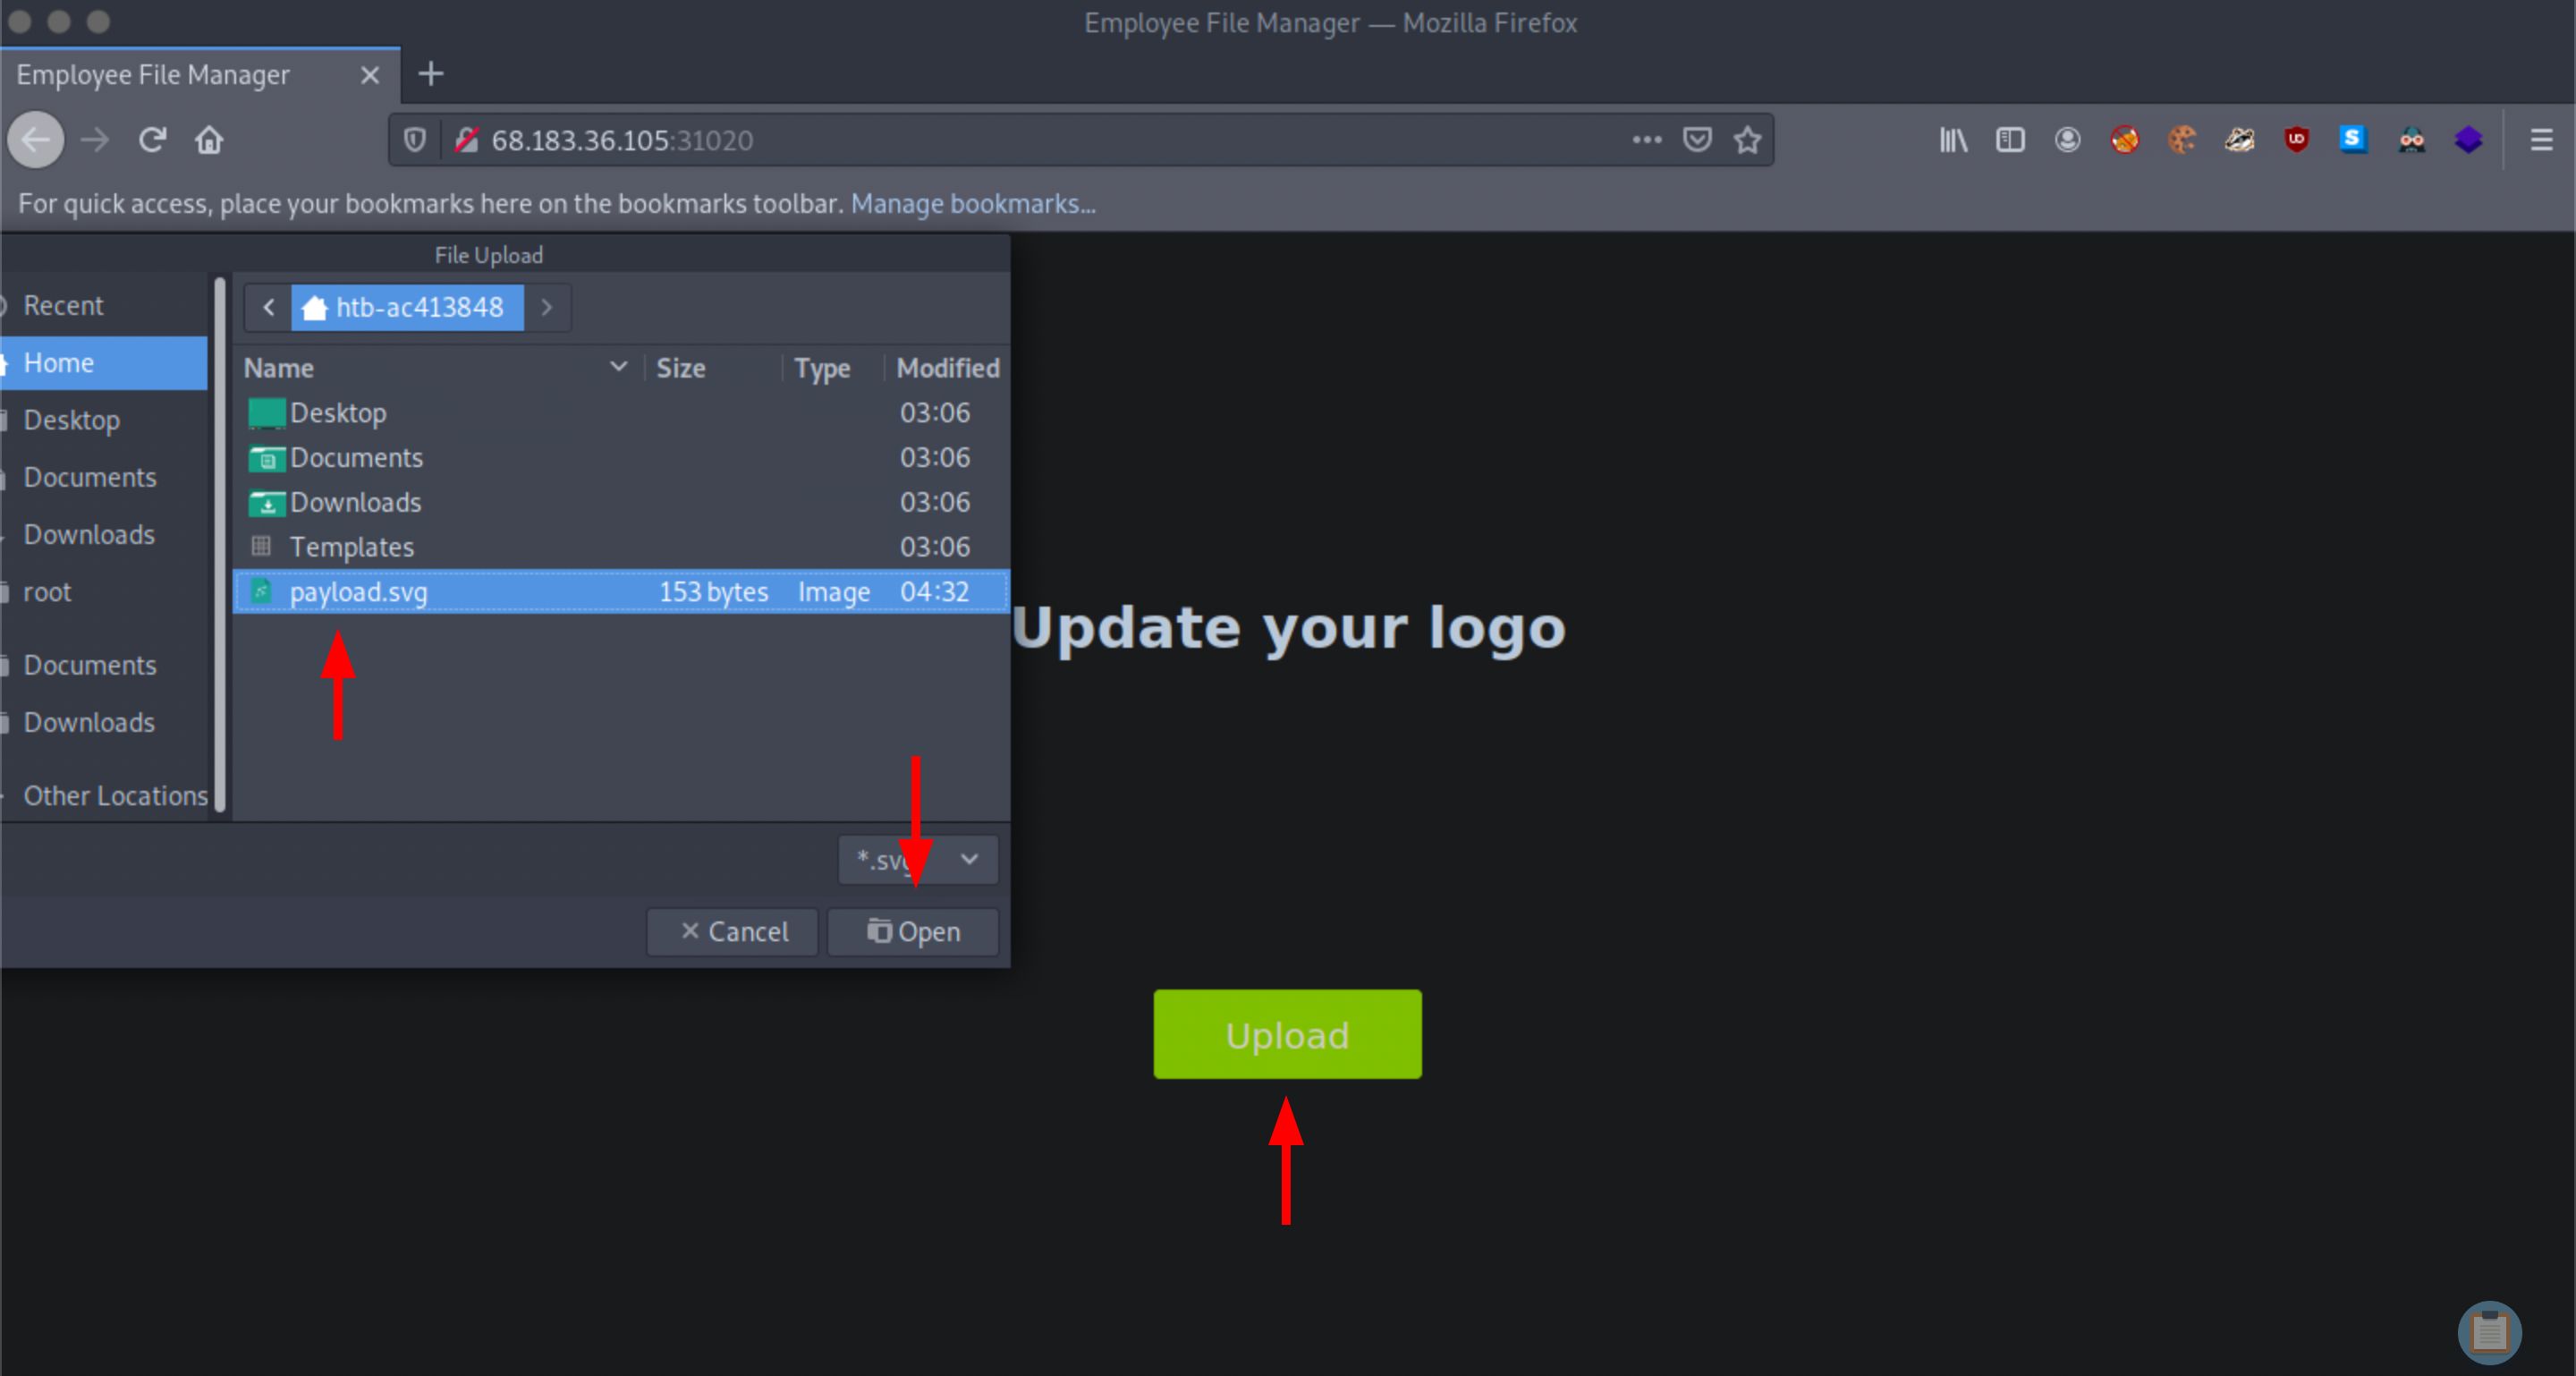 Employee File Manager — Mozilla Firefox
Employee File Manager
68.183.36.105:31020
For quick access, place your bookmarks here on the bookmarks toolbar. Manage bookmarks...
File Upload
Recent
Home
Desktop
Documents
Downloads
root
Documents
Downloads
Other Locations
htb-ac413848
Name Size Type Modified
Desktop 03:06
Documents 03:06
Downloads 03:06
Templates 03:06
payload.svg 153 bytes Image 04:32
*.svg
Cancel Open
Update your logo
Upload